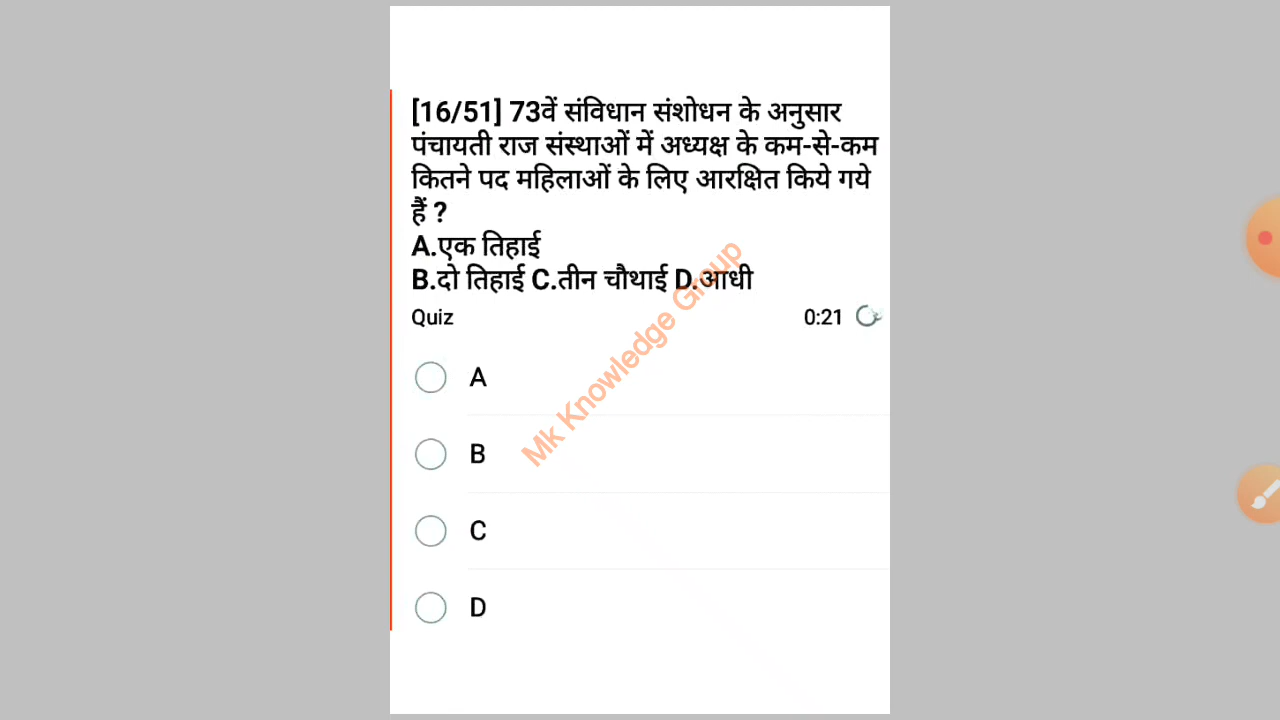 [16/51] 73वें संविधान संशोधन के अनुसार
पंचायती राज संस्थाओं में अध्यक्ष के कम-से-कम
कितने पद महिलाओं के लिए आरक्षित किये गये
हैं ?
A.एक तिहाई
B.दो तिहाई C.तीन चौथाई D.आधी
Quiz 0:21
A
B
C
D
Mk Knowledge Group